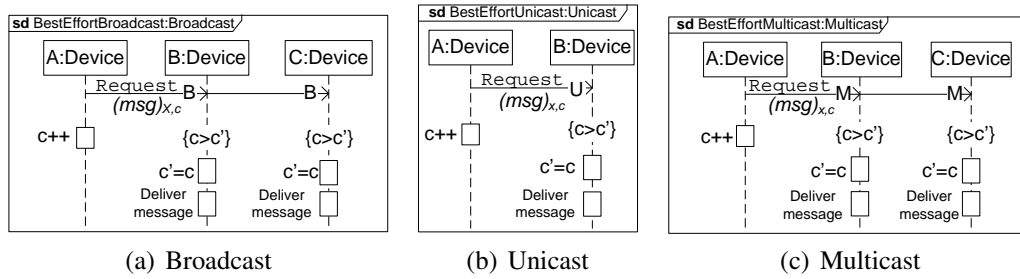 sd BestEffortBroadcast:Broadcast
A:Device B:Device C:Device
Request
B B
(msg)X,c
c++ {c>c'} {c>c'}
c'=c c'=c
Deliver message Deliver message
(a) Broadcast
sd BestEffortUnicast:Unicast
A:Device B:Device
Request
U
(msg)x,c
c++ {c>c'}
c'=c
Deliver message
(b) Unicast
sd BestEffortMulticast:Multicast
A:Device B:Device C:Device
Request
M M
(msg)x,c
c++ {c>c'} {c>c'}
c'=c c'=c
Deliver message Deliver message
(c) Multicast